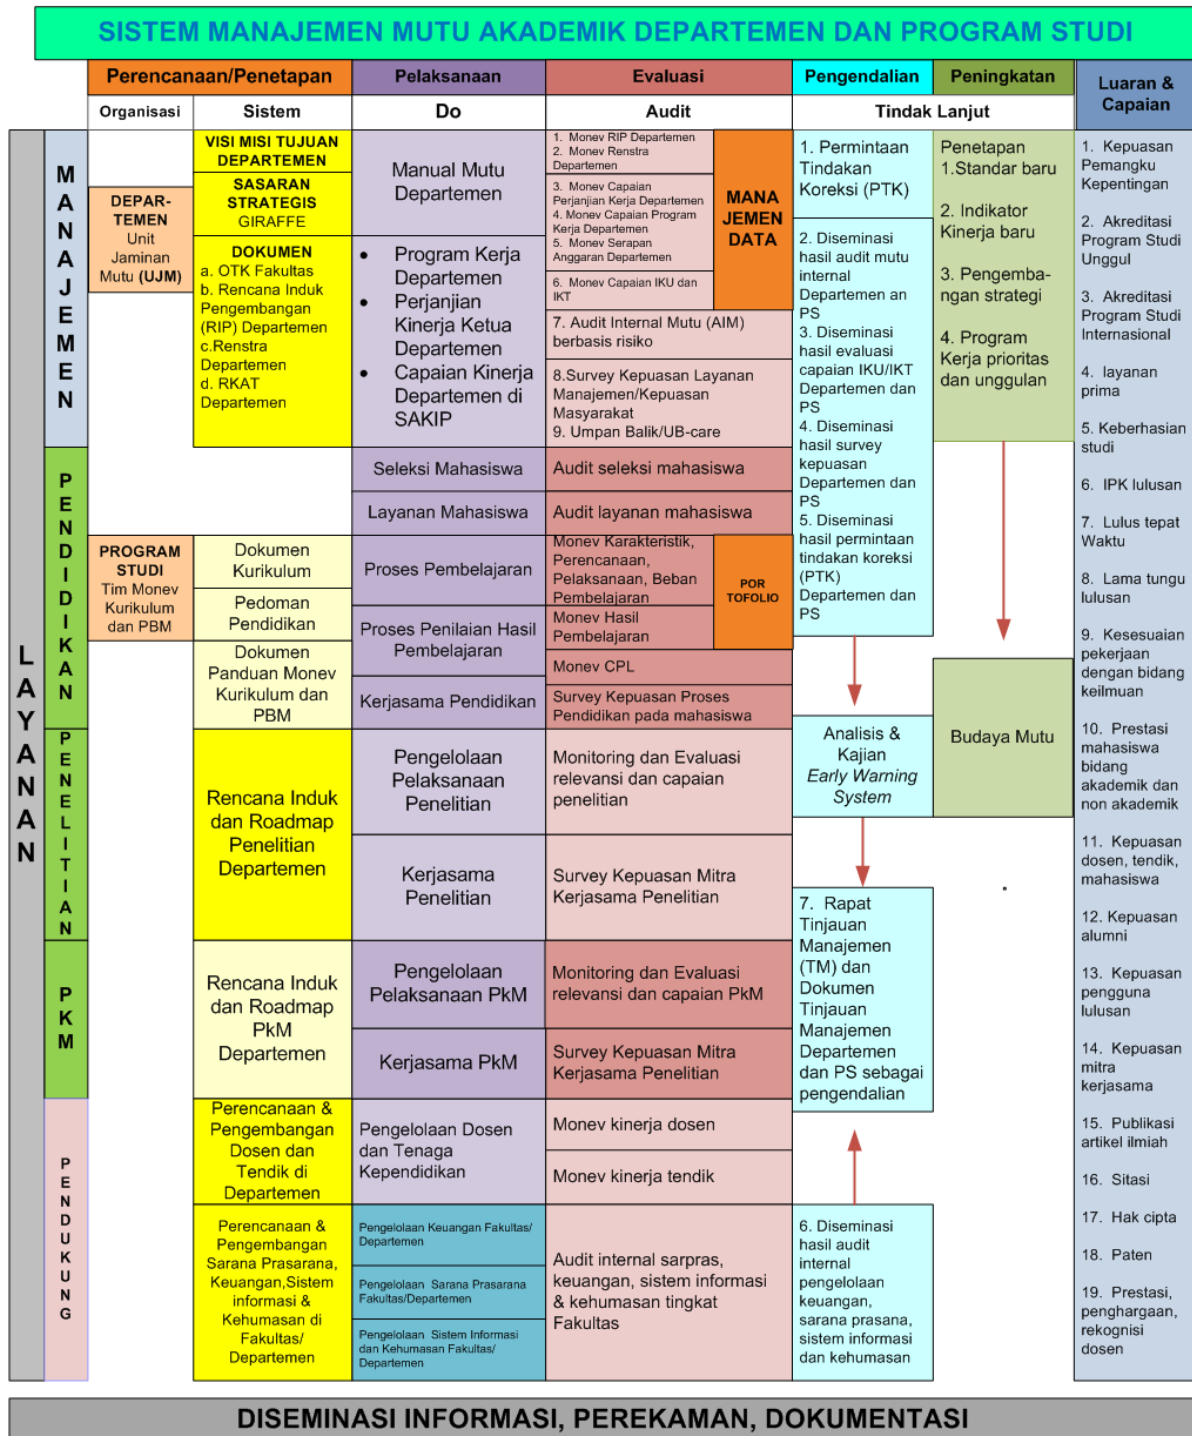 SISTEM MANAJEMEN MUTU AKADEMIK DEPARTEMEN DAN PROGRAM STUDI
Perencanaan/Penetapan
Pelaksanaan
Evaluasi
Pengendalian
Peningkatan
Luaran &
Capaian
Organisasi
Sistem
Do
Audit
Tindak Lanjut
LAYANAN
MANAJEMEN
PENDIDIKAN
PENELITIAN
PKM
PENDUKUNG
DEPAR-
TEMEN
Unit
Jaminan
Mutu (UJM)
PROGRAM
STUDI
Tim Monev
Kurikulum
dan PBM
VISI MISI TUJUAN
DEPARTEMEN
SASARAN
STRATEGIS
GIRAFFE
DOKUMEN
a. OTK Fakultas
b. Rencana Induk
Pengembangan
(RIP) Departemen
c.Renstra
Departemen
d. RKAT
Departemen
Dokumen
Kurikulum
Pedoman
Pendidikan
Dokumen
Panduan Monev
Kurikulum dan
PBM
Rencana Induk
dan Roadmap
Penelitian
Departemen
Rencana Induk
dan Roadmap
PkM
Departemen
Perencanaan &
Pengembangan
Dosen dan
Tendik di
Departemen
Perencanaan &
Pengembangan
Sarana Prasarana,
Keuangan,Sistem
informasi &
Kehumasan di
Fakultas/
Departemen
Manual Mutu
Departemen
• Program Kerja
Departemen
• Perjanjian
Kinerja Ketua
Departemen
• Capaian Kinerja
Departemen di
SAKIP
Seleksi Mahasiswa
Layanan Mahasiswa
Proses Pembelajaran
Proses Penilaian Hasil
Pembelajaran
Kerjasama Pendidikan
Pengelolaan
Pelaksanaan
Penelitian
Kerjasama
Penelitian
Pengelolaan
Pelaksanaan PkM
Kerjasama PkM
Pengelolaan Dosen
dan Tenaga
Kependidikan
Pengelolaan Keuangan Fakultas/
Departemen
Pengelolaan  Sarana Prasarana
Fakultas/Departemen
Pengelolaan  Sistem Informasi
dan Kehumasan Fakultas/
Departemen
1. Monev RIP Departemen
2. Monev Renstra
Departemen
3. Monev Capaian
Perjanjian Kerja Departemen
4. Monev Capaian Program
Kerja Departemen
5. Monev Serapan
Anggaran Departemen
6. Monev Capaian IKU dan
IKT
MANA
JEMEN
DATA
7. Audit Internal Mutu (AIM)
berbasis risiko
8.Survey Kepuasan Layanan
Manajemen/Kepuasan
Masyarakat
9. Umpan Balik/UB-care
Audit seleksi mahasiswa
Audit layanan mahasiswa
Monev Karakteristik,
Perencanaan,
Pelaksanaan, Beban
Pembelajaran
Monev Hasil
Pembelajaran
POR
TOFOLIO
Monev CPL
Survey Kepuasan Proses
Pendidikan pada mahasiswa
Monitoring dan Evaluasi
relevansi dan capaian
penelitian
Survey Kepuasan Mitra
Kerjasama Penelitian
Monitoring dan Evaluasi
relevansi dan capaian PkM
Survey Kepuasan Mitra
Kerjasama Penelitian
Monev kinerja dosen
Monev kinerja tendik
Audit internal sarpras,
keuangan, sistem informasi
& kehumasan tingkat
Fakultas
1. Permintaan
Tindakan
Koreksi (PTK)
2. Diseminasi
hasil audit mutu
internal
Departemen an
PS
3. Diseminasi
hasil evaluasi
capaian IKU/IKT
Departemen dan
PS
4. Diseminasi
hasil survey
kepuasan
Departemen dan
PS
5. Diseminasi
hasil permintaan
tindakan koreksi
(PTK)
Departemen dan
PS
Analisis &
Kajian
Early Warning
System
7. Rapat
Tinjauan
Manajemen
(TM) dan
Dokumen
Tinjauan
Manajemen
Departemen
dan PS sebagai
pengendalian
6. Diseminasi
hasil audit
internal
pengelolaan
keuangan,
sarana prasana,
sistem informasi
dan kehumasan
Penetapan
1.Standar baru
2. Indikator
Kinerja baru
3. Pengemba-
ngan strategi
4. Program
Kerja prioritas
dan unggulan
Budaya Mutu
1. Kepuasan
Pemangku
Kepentingan
2. Akreditasi
Program Studi
Unggul
3. Akreditasi
Program Studi
Internasional
4. layanan
prima
5. Keberhasian
studi
6. IPK lulusan
7. Lulus tepat
Waktu
8. Lama tungu
lulusan
9. Kesesuaian
pekerjaan
dengan bidang
keilmuan
10. Prestasi
mahasiswa
bidang
akademik dan
non akademik
11. Kepuasan
dosen, tendik,
mahasiswa
12. Kepuasan
alumni
13. Kepuasan
pengguna
lulusan
14. Kepuasan
mitra
kerjasama
15. Publikasi
artikel ilmiah
16. Sitasi
17. Hak cipta
18. Paten
19. Prestasi,
penghargaan,
rekognisi
dosen
DISEMINASI INFORMASI, PEREKAMAN, DOKUMENTASI